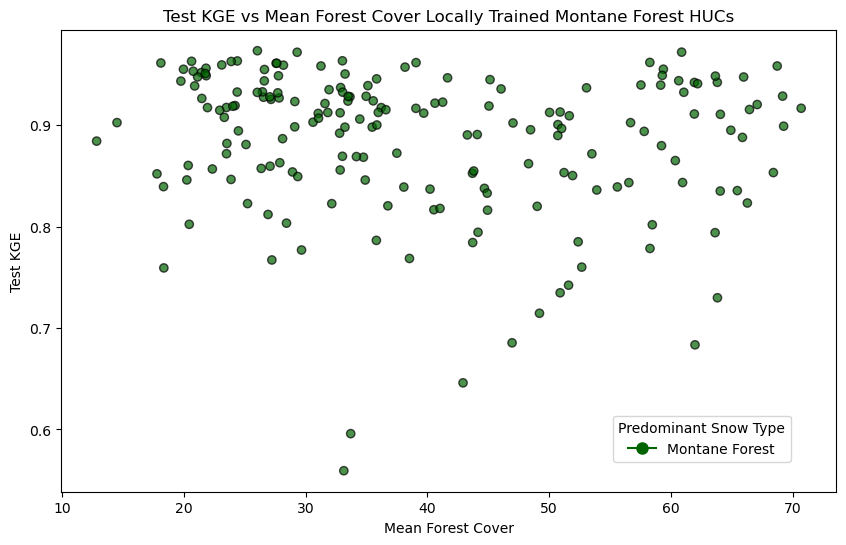 Test KGE vs Mean Forest Cover Locally Trained Montane Forest HUCs
Test KGE
0.9
0.8
0.7
0.6
Predominant Snow Type
Montane Forest
10 20 30 40 50 60 70
Mean Forest Cover